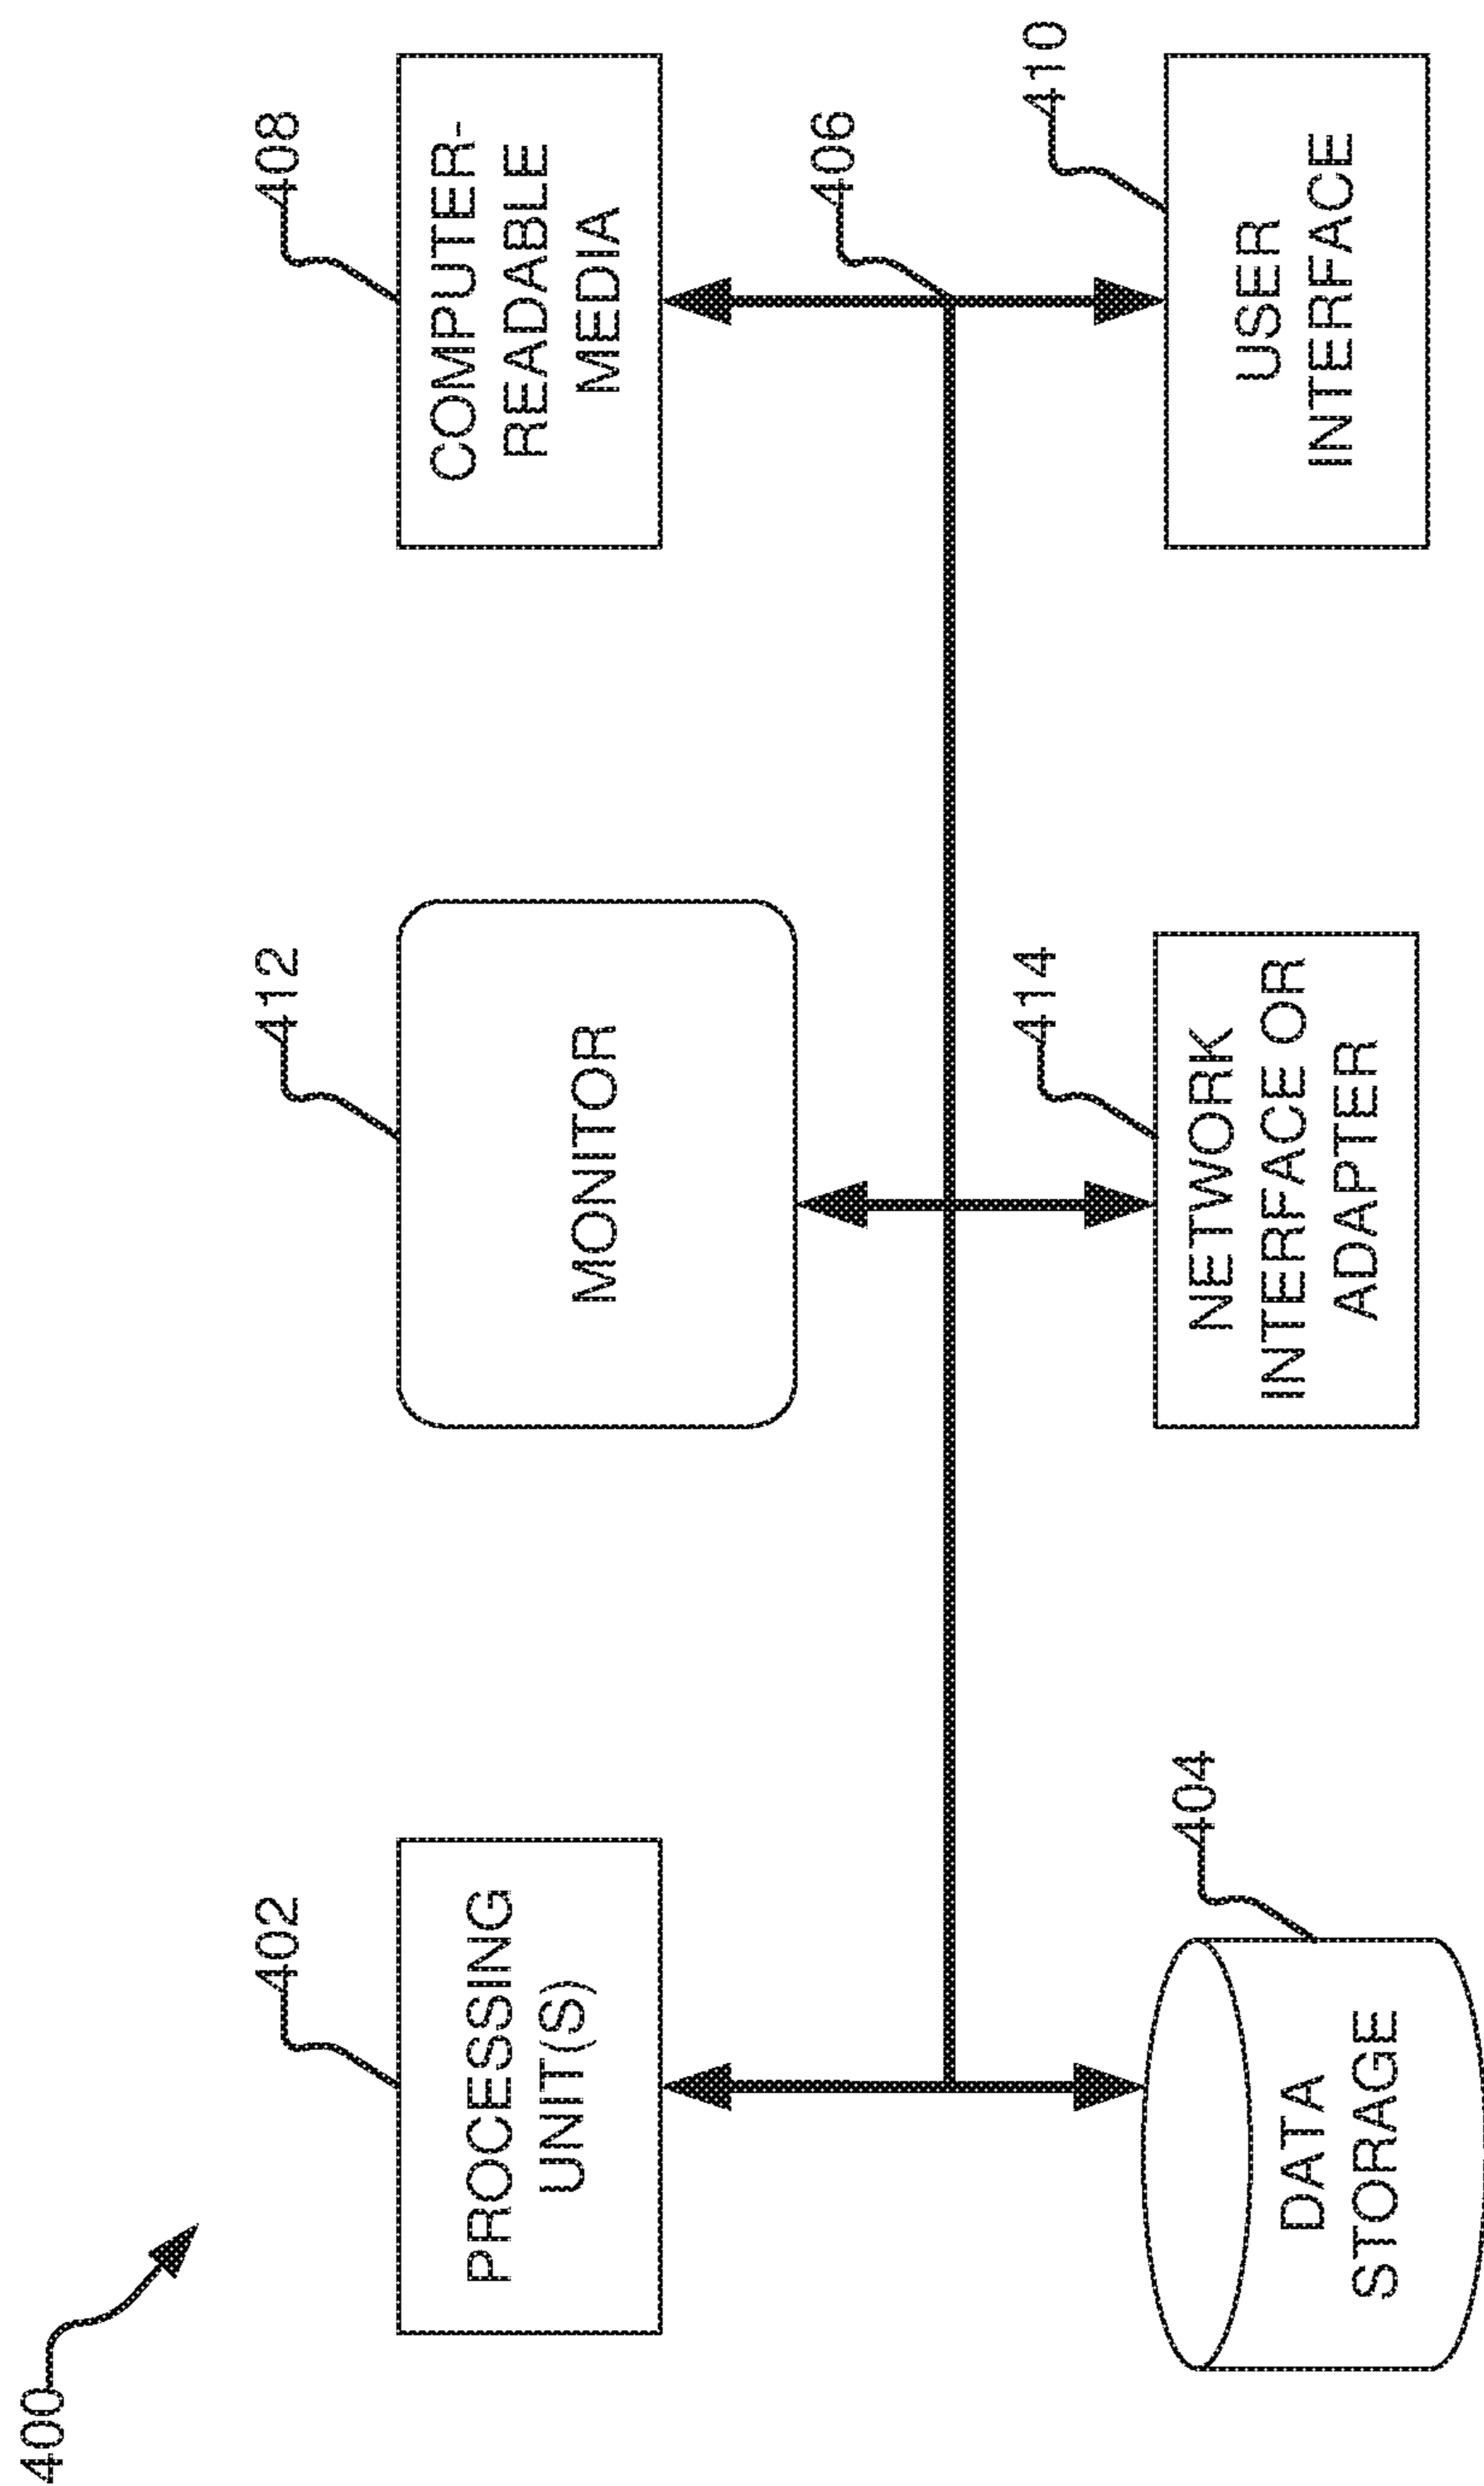 400
402
PROCESSING
UNIT(S)
412
MONITOR
408
COMPUTER-
READABLE
MEDIA
406
404
DATA
STORAGE
414
NETWORK
INTERFACE OR
ADAPTER
410
USER
INTERFACE